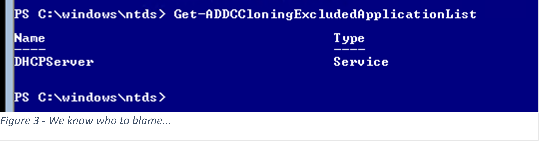 PS C:\windows\ntds> Get-ADDCCloningExcludedApplicationList
Name Type
---- ----
DHCPServer Service
PS C:\windows\ntds>
Figure 3 - We know who to blame...